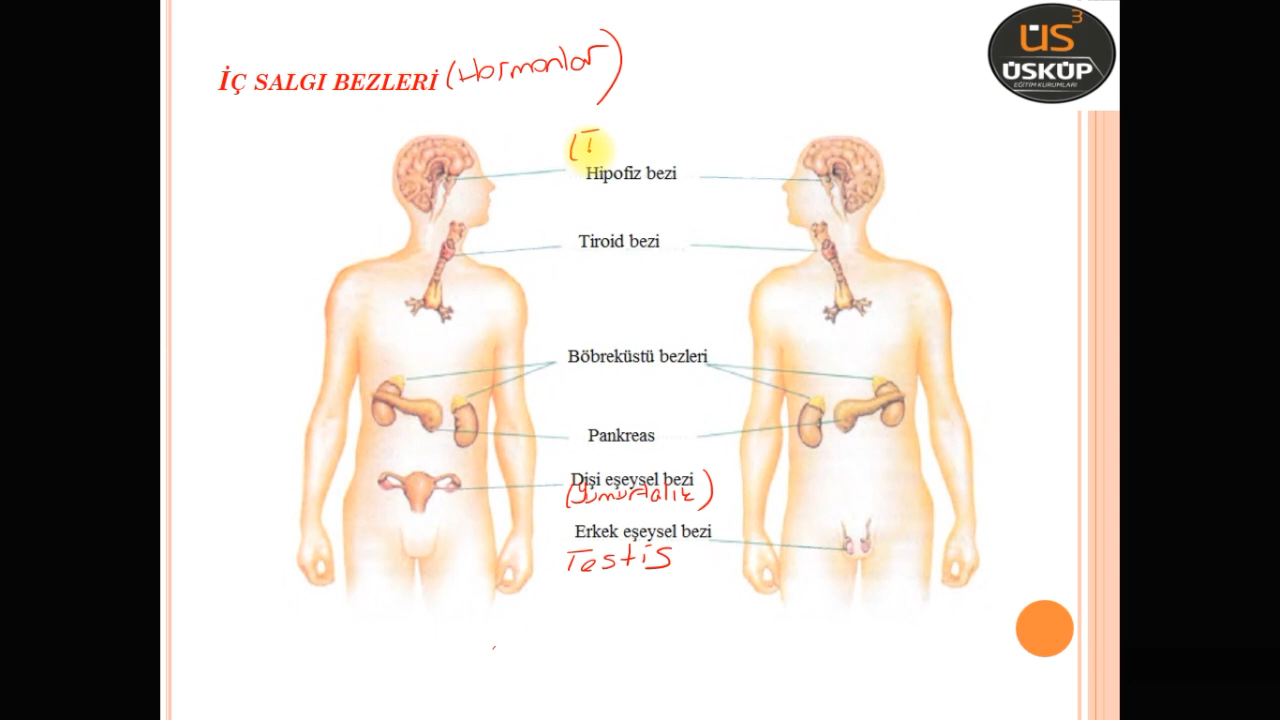 üs3
ÜSKÜP
EĞİTİM KURUMLARI
İÇ SALGI BEZLERİ (Hormonlar)
Hipofiz bezi
Tiroid bezi
Böbreküstü bezleri
Pankreas
Dişi eşeysel bezi
(Yumurtalık)
Erkek eşeysel bezi
Testis